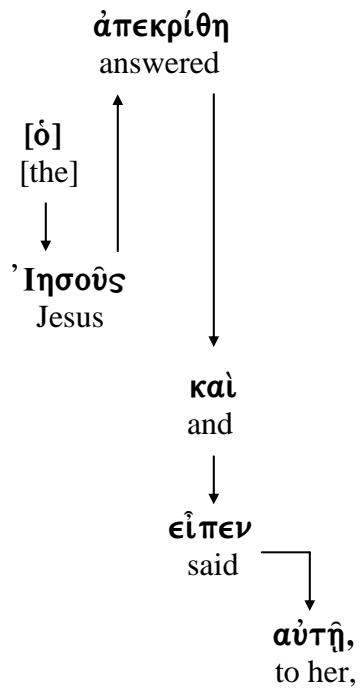 ἀπεκρίθη
answered
[ὁ]
[the]
Ἰησοῦς
Jesus
καὶ
and
εἶπεν
said
αὐτῇ,
to her,